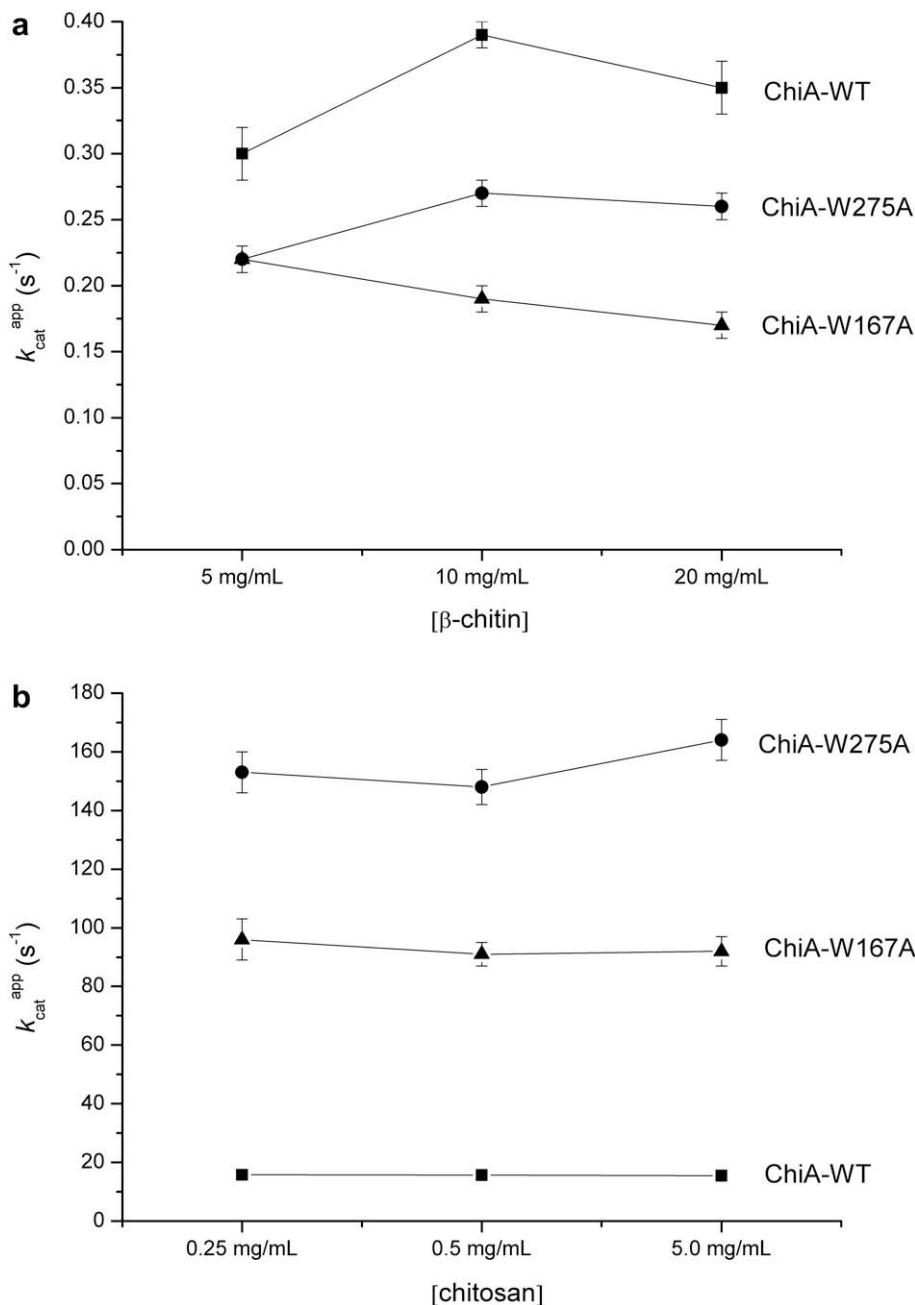 a
0.40
0.35
0.30
0.25
0.20
0.15
0.10
0.05
0.00
k_cat^app (s^-1)
ChiA-WT
ChiA-W275A
ChiA-W167A
5 mg/mL 10 mg/mL 20 mg/mL
[β-chitin]
b
180
160
140
120
100
80
60
40
20
0
k_cat^app (s^-1)
ChiA-W275A
ChiA-W167A
ChiA-WT
0.25 mg/mL 0.5 mg/mL 5.0 mg/mL
[chitosan]